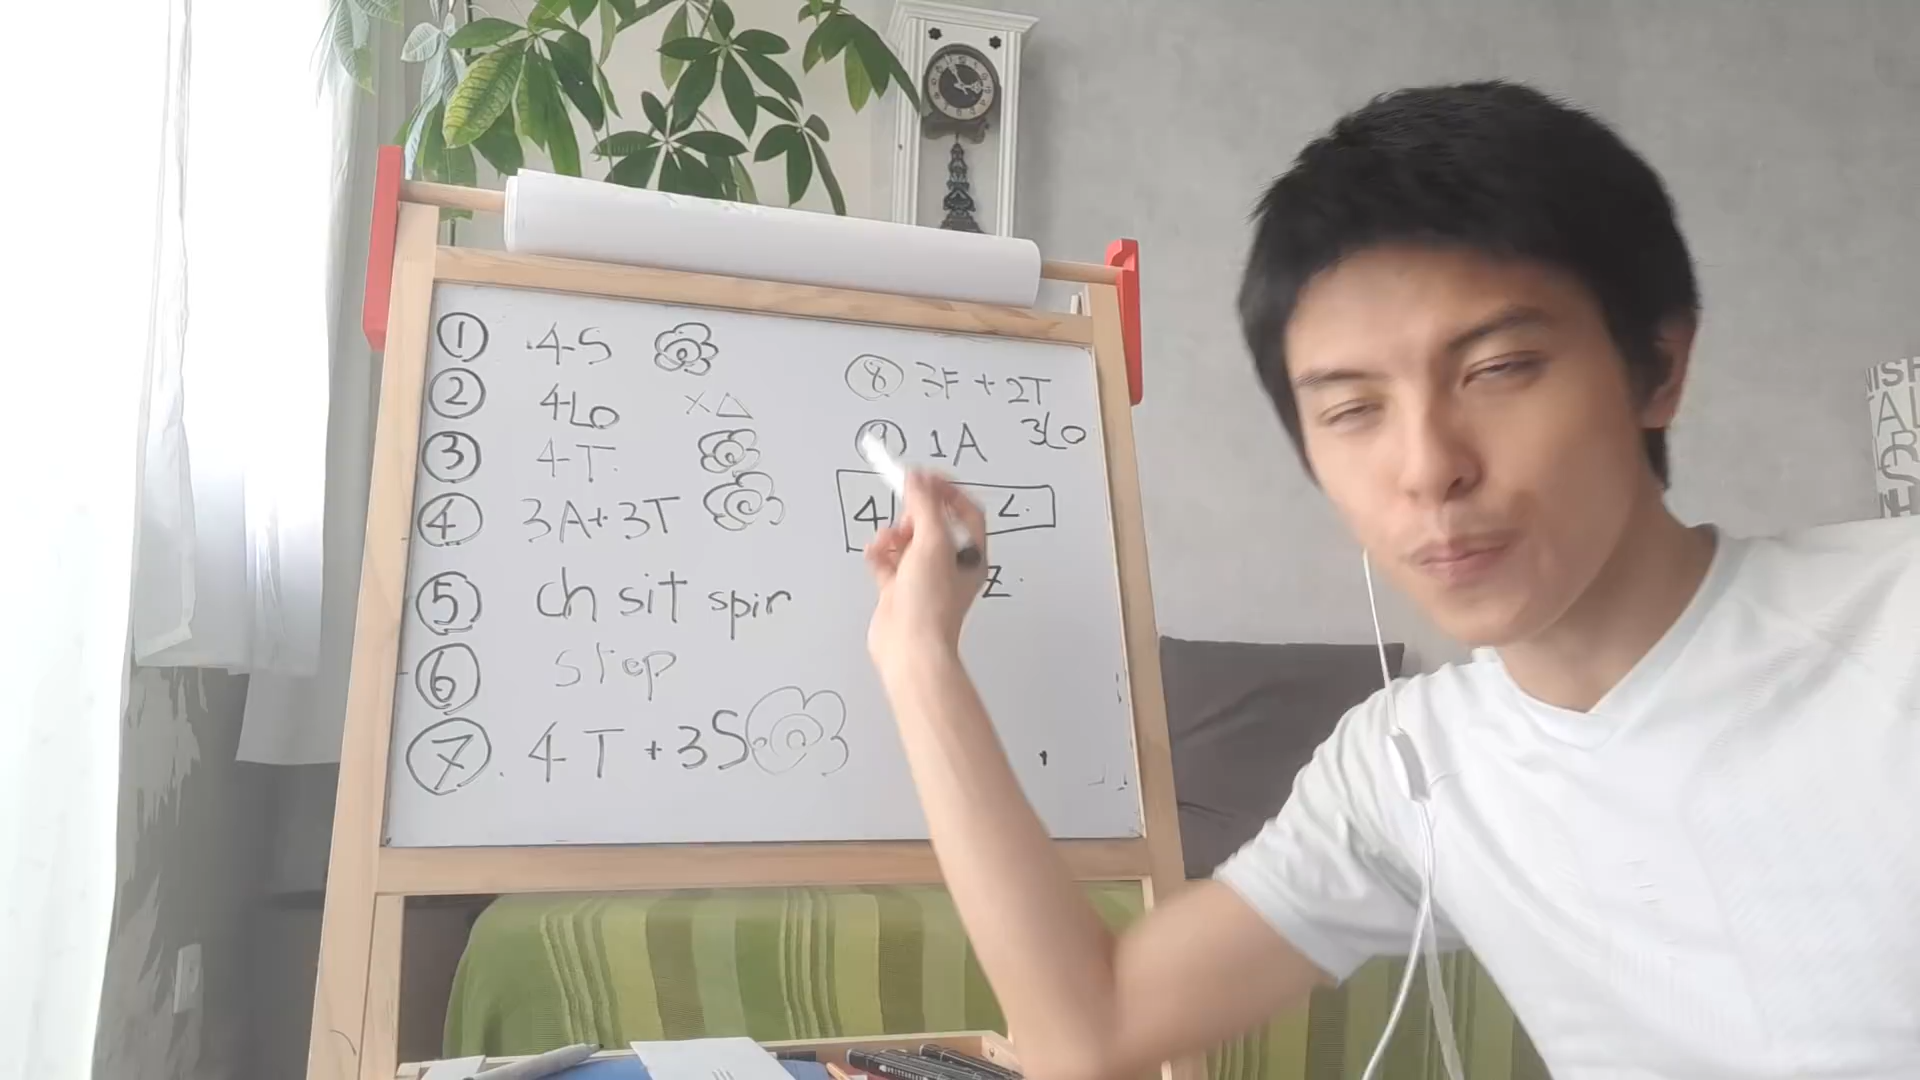 ① 4S
② 4Lo x△
③ 4T
④ 3A+3T
⑤ ch sit spin
⑥ step
⑦ 4T+3S
⑧ 3F+2T
⑨ 1A 3Lo